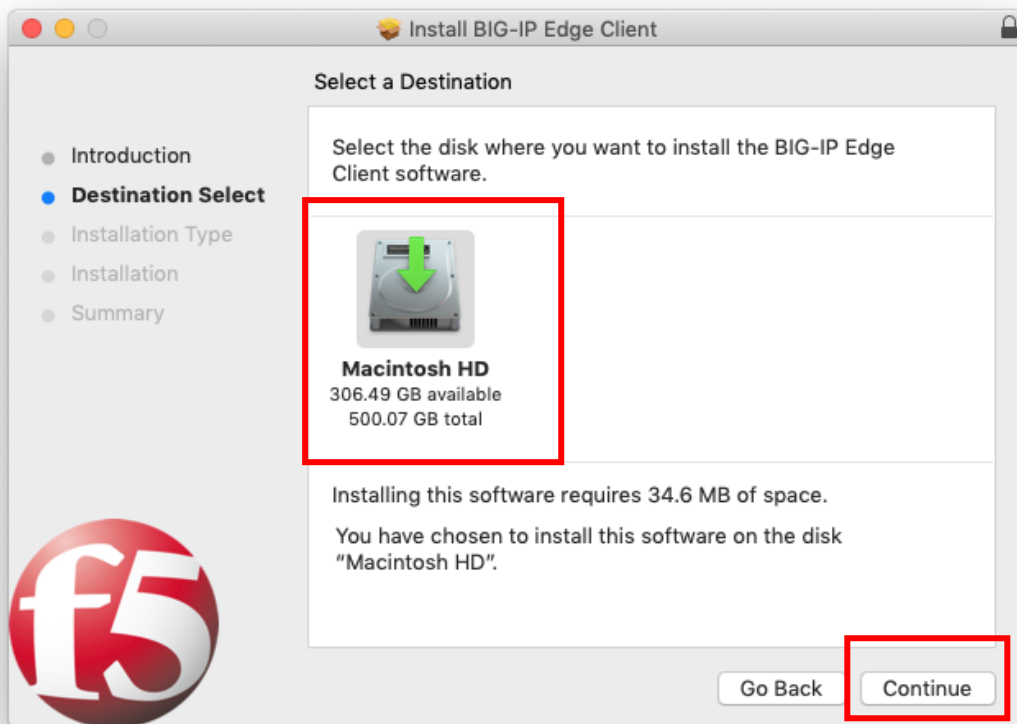 Install BIG-IP Edge Client
Select a Destination
Introduction
Destination Select
Installation Type
Installation
Summary
Select the disk where you want to install the BIG-IP Edge
Client software.
Macintosh HD
306.49 GB available
500.07 GB total
Installing this software requires 34.6 MB of space.
You have chosen to install this software on the disk
“Macintosh HD”.
f5
Go Back
Continue